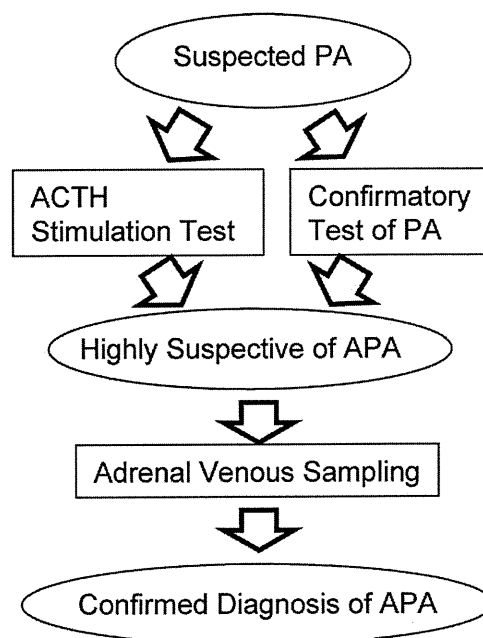 Suspected PA
ACTH
Stimulation Test
Confirmatory
Test of PA
Highly Suspective of APA
Adrenal Venous Sampling
Confirmed Diagnosis of APA